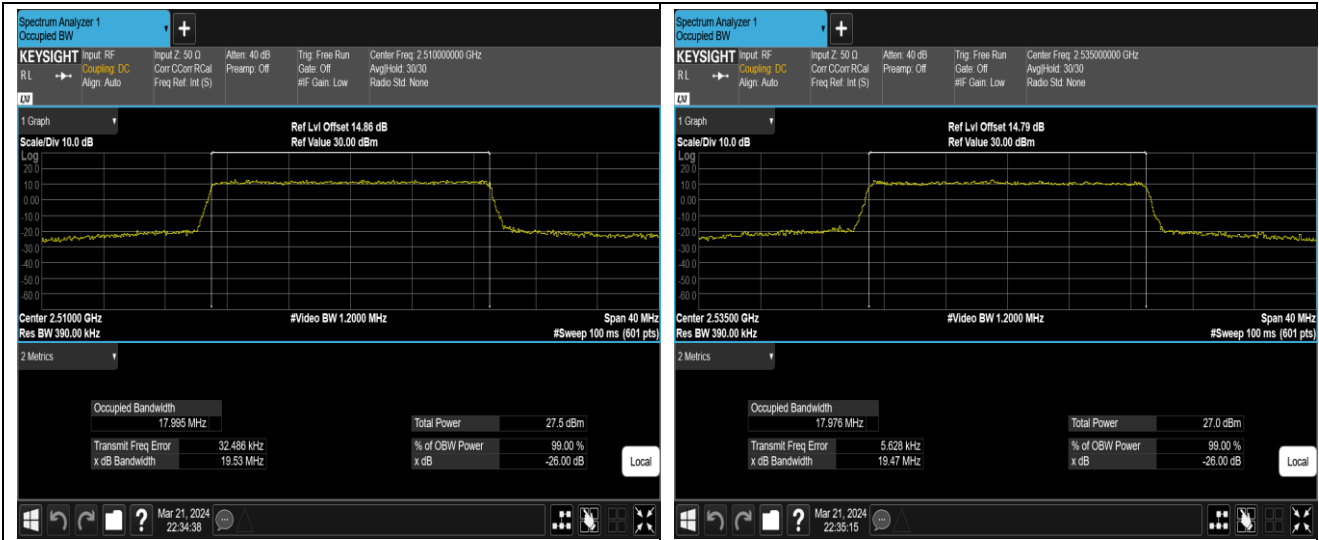 Spectrum Analyzer 1
Occupied BW
+
KEYSIGHT Input: RF Input Z: 50 Ω Atten: 40 dB Trig: Free Run Center Freq: 2.510000000 GHz
RL Coupling: DC Corr CCorr RCal Preamp: Off Gate: Off Avg|Hold: 30/30
Align: Auto Freq Ref: Int (S) #IF Gain: Low Radio Std: None
LXI
1 Graph
Ref Lvl Offset 14.86 dB
Scale/Div 10.0 dB Ref Value 30.00 dBm
Log
20.0
10.0
0.00
-10.0
-20.0
-30.0
-40.0
-50.0
-60.0
Center 2.51000 GHz #Video BW 1.2000 MHz Span 40 MHz
Res BW 390.00 kHz #Sweep 100 ms (601 pts)
2 Metrics
Occupied Bandwidth
17.995 MHz Total Power 27.5 dBm
Transmit Freq Error 32.486 kHz % of OBW Power 99.00 %
x dB Bandwidth 19.53 MHz x dB -26.00 dB
Local
? Mar 21, 2024
22:34:38
Spectrum Analyzer 1
Occupied BW
+
KEYSIGHT Input: RF Input Z: 50 Ω Atten: 40 dB Trig: Free Run Center Freq: 2.535000000 GHz
RL Coupling: DC Corr CCorr RCal Preamp: Off Gate: Off Avg|Hold: 30/30
Align: Auto Freq Ref: Int (S) #IF Gain: Low Radio Std: None
LXI
1 Graph
Ref Lvl Offset 14.79 dB
Scale/Div 10.0 dB Ref Value 30.00 dBm
Log
20.0
10.0
0.00
-10.0
-20.0
-30.0
-40.0
-50.0
-60.0
Center 2.53500 GHz #Video BW 1.2000 MHz Span 40 MHz
Res BW 390.00 kHz #Sweep 100 ms (601 pts)
2 Metrics
Occupied Bandwidth
17.976 MHz Total Power 27.0 dBm
Transmit Freq Error 5.628 kHz % of OBW Power 99.00 %
x dB Bandwidth 19.47 MHz x dB -26.00 dB
Local
? Mar 21, 2024
22:35:15